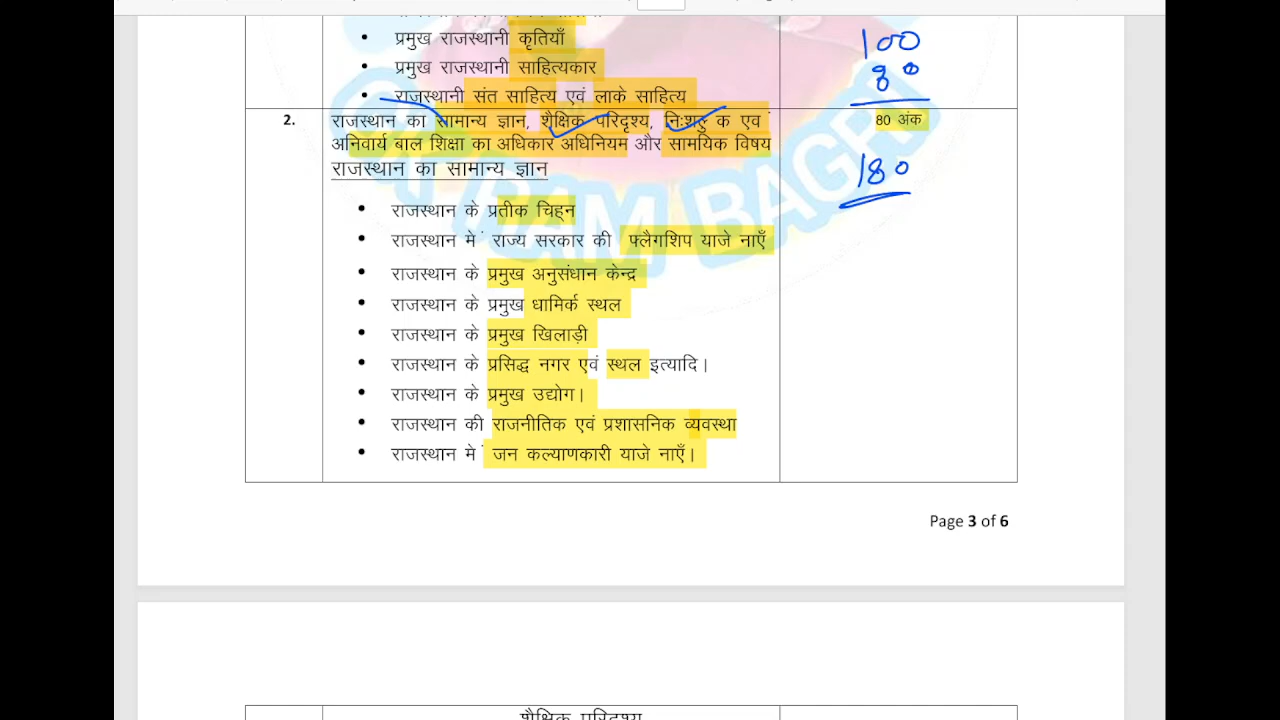 • प्रमुख राजस्थानी कृतियाँ
• प्रमुख राजस्थानी साहित्यकार
• राजस्थानी संत साहित्य एवं लाके साहित्य
100
80
2. राजस्थान का सामान्य ज्ञान, शैक्षिक परिदृश्य, निःशुल्क एवं 80 अंक
अनिवार्य बाल शिक्षा का अधिकार अधिनियम और सामयिक विषय
राजस्थान का सामान्य ज्ञान
180
• राजस्थान के प्रतीक चिह्न
• राजस्थान में राज्य सरकार की फ्लैगशिप याजे नाएँ
• राजस्थान के प्रमुख अनुसंधान केन्द्र
• राजस्थान के प्रमुख धामिर्क स्थल
• राजस्थान के प्रमुख खिलाड़ी
• राजस्थान के प्रसिद्ध नगर एवं स्थल इत्यादि।
• राजस्थान के प्रमुख उद्योग।
• राजस्थान की राजनीतिक एवं प्रशासनिक व्यवस्था
• राजस्थान में जन कल्याणकारी याजे नाएँ।
RAM BAGRI
Page 3 of 6
शैक्षिक परिदृश्य